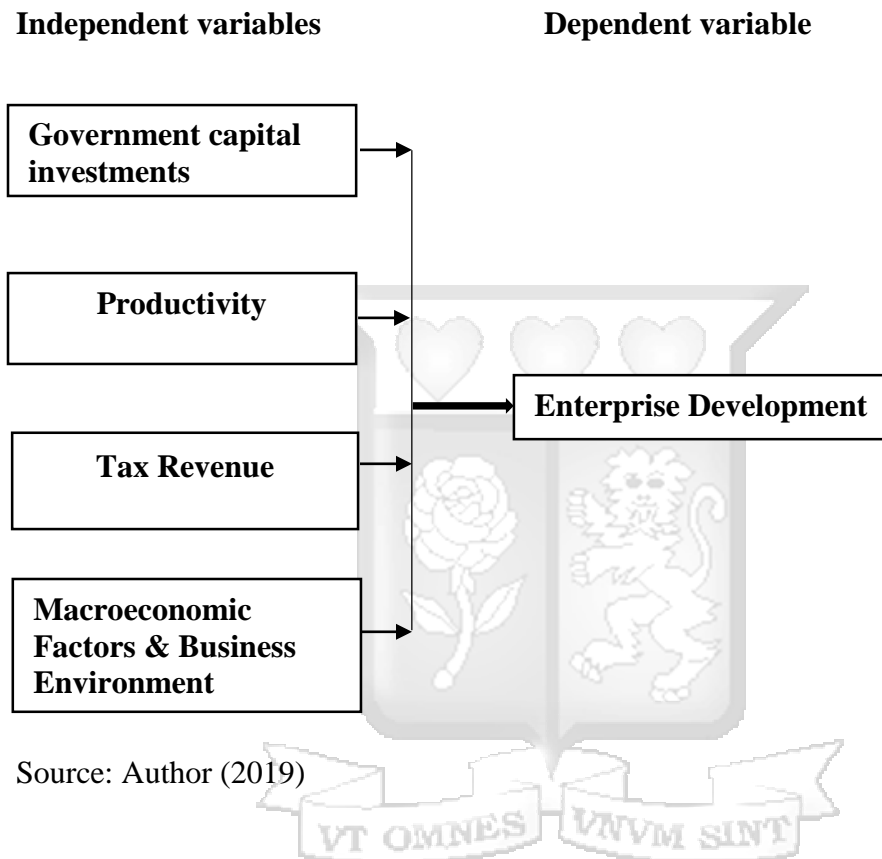 Independent variables
Dependent variable
Government capital
investments
Productivity
Enterprise Development
Tax Revenue
Macroeconomic
Factors & Business
Environment
Source: Author (2019)
VT OMNES VNVM SINT